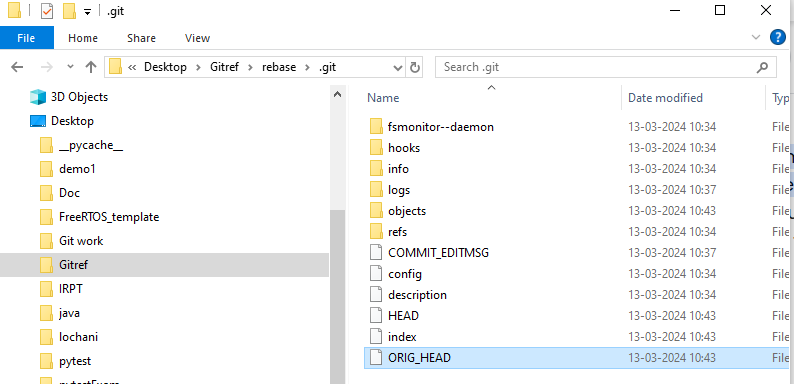 .git
File Home Share View
« Desktop Gitref rebase .git Search .git
3D Objects
Desktop
__pycache__
demo1
Doc
FreeRTOS_template
Git work
Gitref
IRPT
java
lochani
pytest
Name Date modified
fsmonitor--daemon 13-03-2024 10:34 File
hooks 13-03-2024 10:34 File
info 13-03-2024 10:34 File
logs 13-03-2024 10:37 File
objects 13-03-2024 10:43 File
refs 13-03-2024 10:34 File
COMMIT_EDITMSG 13-03-2024 10:37 File
config 13-03-2024 10:34 File
description 13-03-2024 10:34 File
HEAD 13-03-2024 10:43 File
index 13-03-2024 10:43 File
ORIG_HEAD 13-03-2024 10:43 File